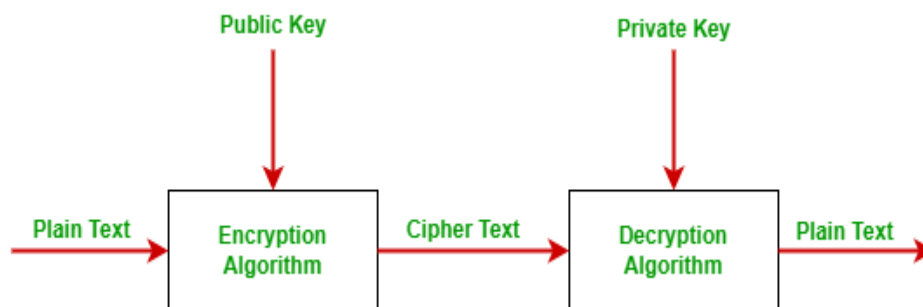 Public Key
Private Key
Plain Text
Encryption
Algorithm
Cipher Text
Decryption
Algorithm
Plain Text